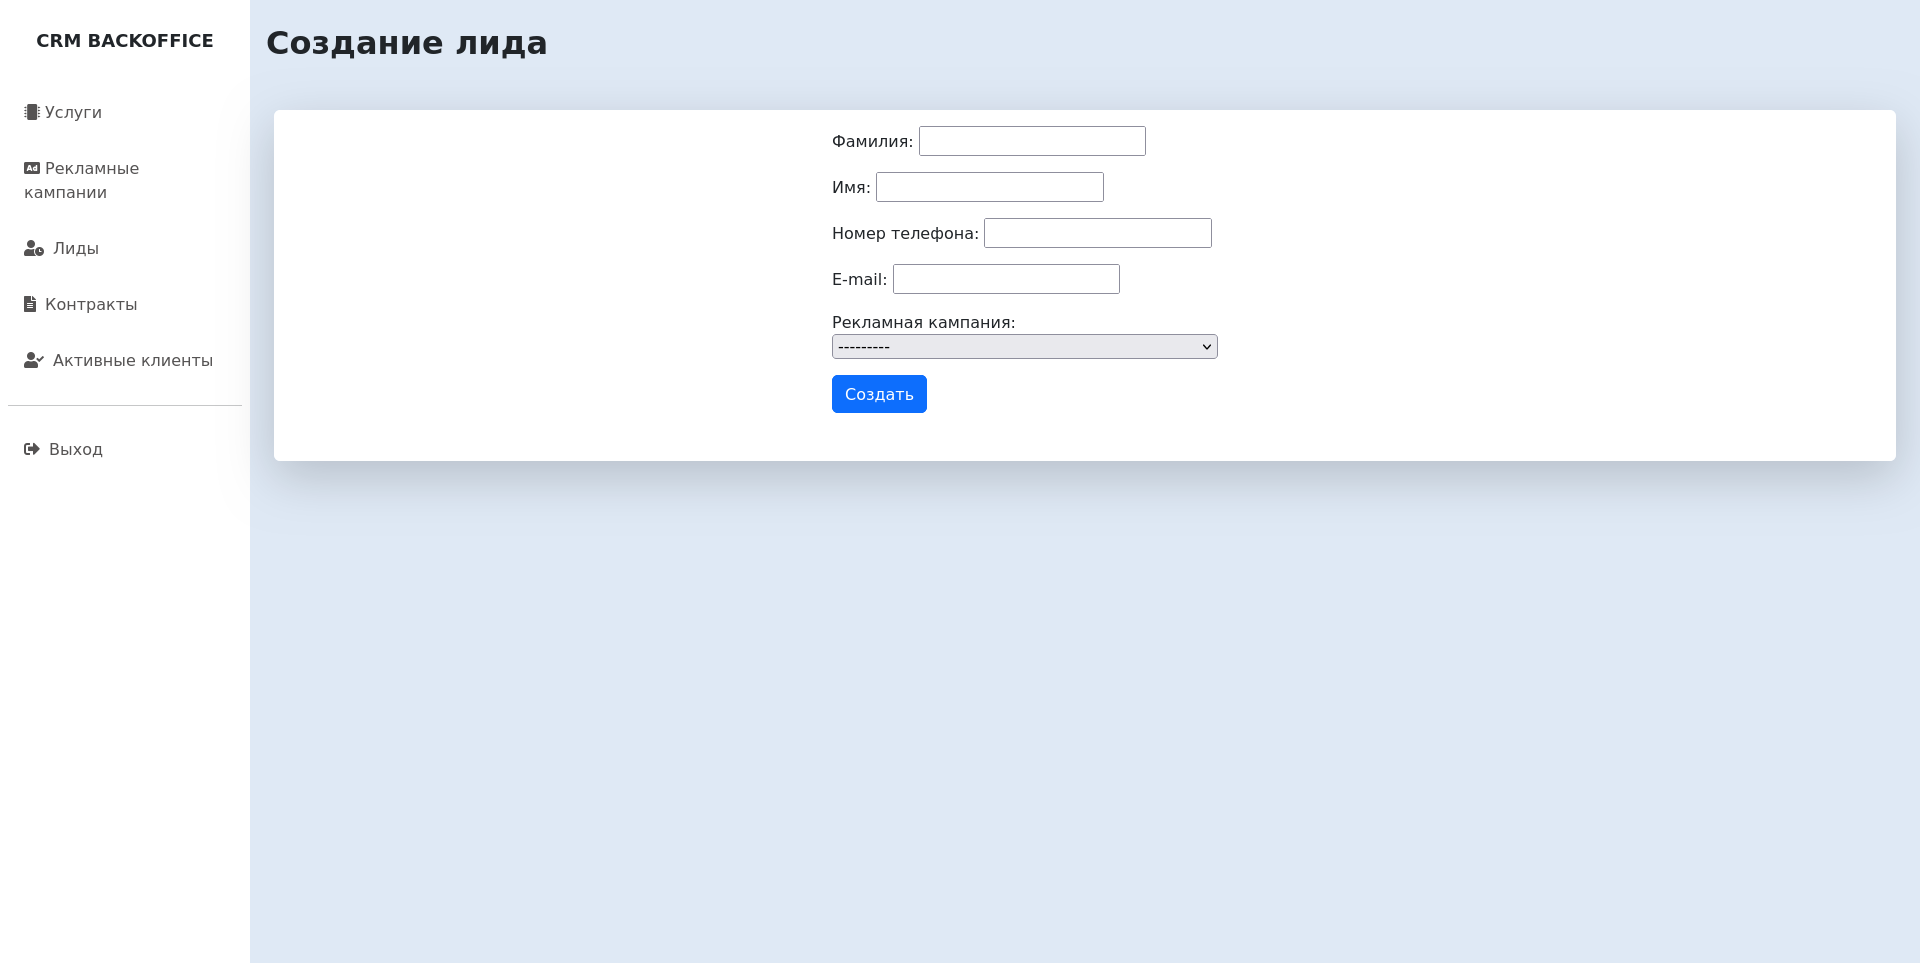 CRM BACKOFFICE
Услуги
Ad Рекламные
кампании
Лиды
Контракты
Активные клиенты
Выход
Создание лида
Фамилия:
Имя:
Номер телефона:
E-mail:
Рекламная кампания:
---------
Создать